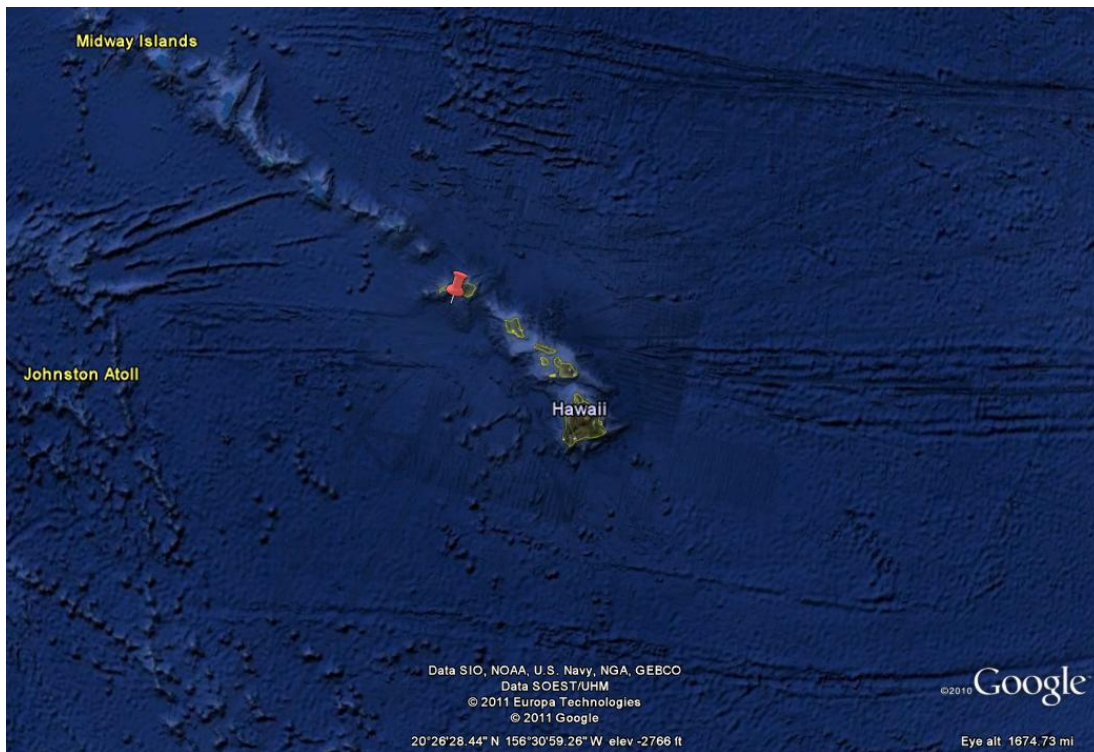 Midway Islands
Johnston Atoll
Hawaii
Data SIO, NOAA, U.S. Navy, NGA, GEBCO
Data SOEST/UHM
© 2011 Europa Technologies
© 2011 Google
©2010 Google
20°26'28.44" N 156°30'59.26" W elev -2766 ft
Eye alt 1674.73 mi